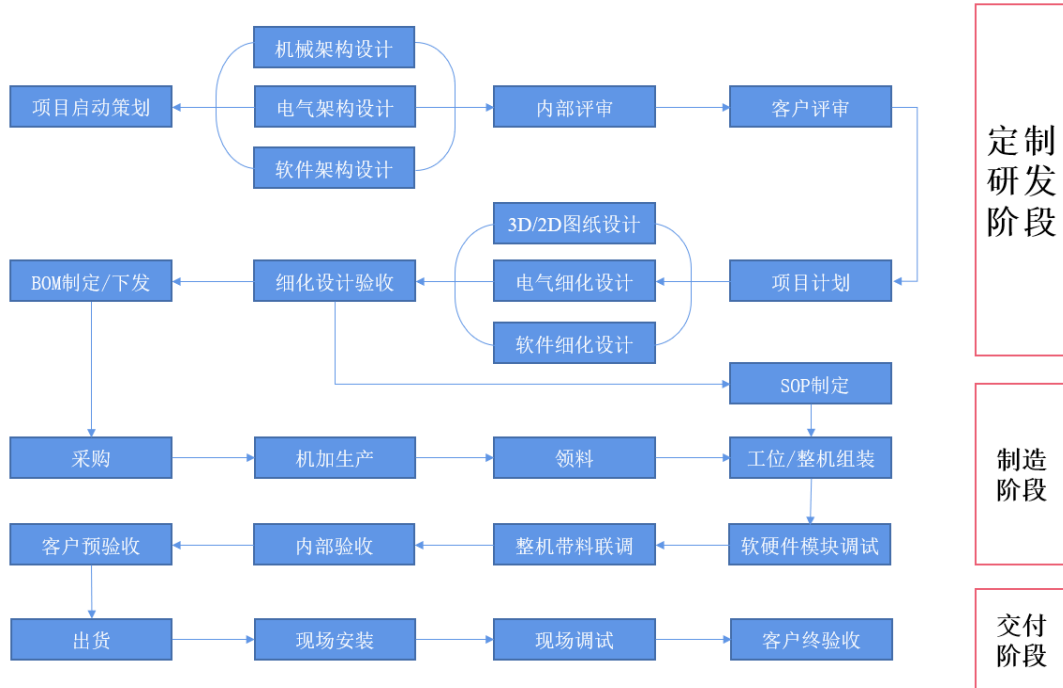 机械架构设计
项目启动策划
电气架构设计
内部评审
客户评审
软件架构设计
定制
研发
阶段
3D/2D图纸设计
BOM制定/下发
细化设计验收
电气细化设计
项目计划
软件细化设计
SOP制定
采购
机加生产
领料
工位/整机组装
制造
阶段
客户预验收
内部验收
整机带料联调
软硬件模块调试
出货
现场安装
现场调试
客户终验收
交付
阶段